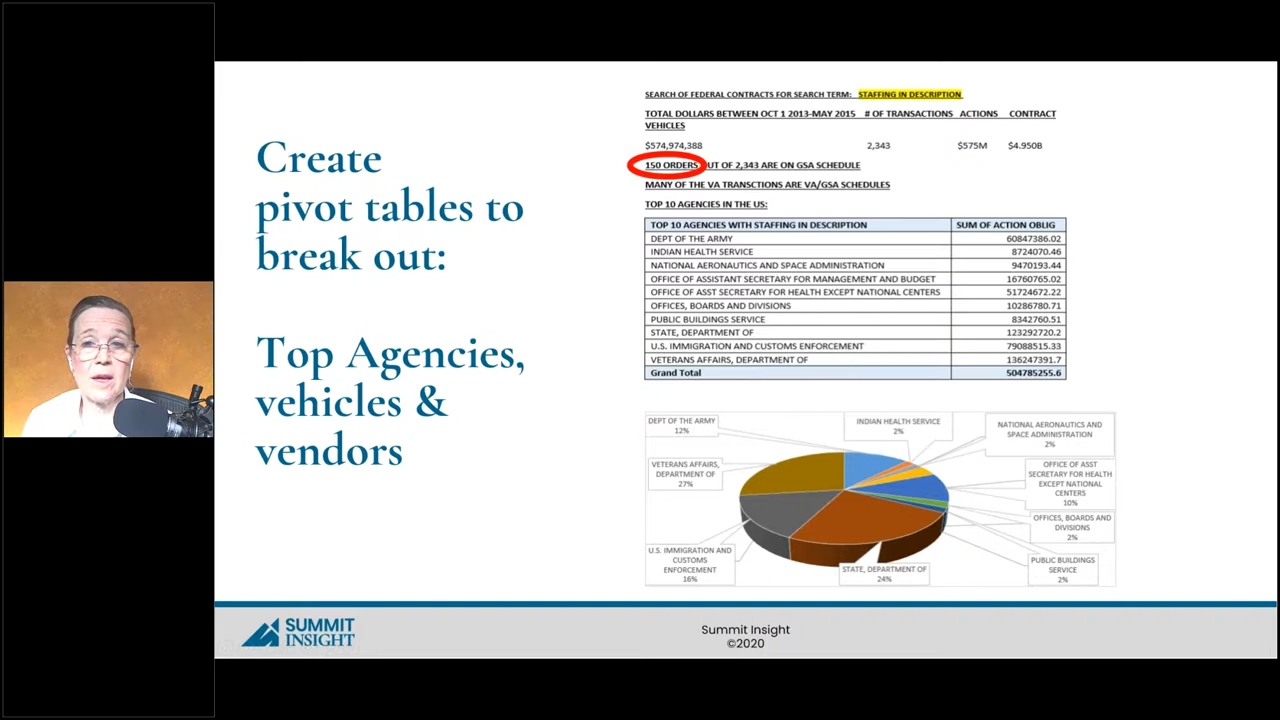 Create
pivot tables to
break out:
Top Agencies,
vehicles &
vendors
SEARCH OF FEDERAL CONTRACTS FOR SEARCH TERM: STAFFING IN DESCRIPTION
TOTAL DOLLARS BETWEEN OCT 1 2013-MAY 2015 # OF TRANSACTIONS ACTIONS CONTRACT
VEHICLES
$574,974,388 2,343 $575M $4.950B
150 ORDERS OUT OF 2,343 ARE ON GSA SCHEDULE
MANY OF THE VA TRANSCTIONS ARE VA/GSA SCHEDULES
TOP 10 AGENCIES IN THE US:
TOP 10 AGENCIES WITH STAFFING IN DESCRIPTION SUM OF ACTION OBLIG
DEPT OF THE ARMY 60847386.02
INDIAN HEALTH SERVICE 8724070.46
NATIONAL AERONAUTICS AND SPACE ADMINISTRATION 9470193.44
OFFICE OF ASSISTANT SECRETARY FOR MANAGEMENT AND BUDGET 16760765.02
OFFICE OF ASST SECRETARY FOR HEALTH EXCEPT NATIONAL CENTERS 51724672.22
OFFICES, BOARDS AND DIVISIONS 10286780.71
PUBLIC BUILDINGS SERVICE 8342760.51
STATE, DEPARTMENT OF 123292720.2
U.S. IMMIGRATION AND CUSTOMS ENFORCEMENT 79088515.33
VETERANS AFFAIRS, DEPARTMENT OF 136247391.7
Grand Total 504785255.6
DEPT OF THE ARMY
12%
INDIAN HEALTH SERVICE
2%
NATIONAL AERONAUTICS AND
SPACE ADMINISTRATION
2%
VETERANS AFFAIRS,
DEPARTMENT OF
27%
OFFICE OF ASST
SECRETARY FOR HEALTH
EXCEPT NATIONAL
CENTERS
10%
OFFICES, BOARDS AND
DIVISIONS
2%
U.S. IMMIGRATION AND
CUSTOMS
ENFORCEMENT
16%
STATE, DEPARTMENT OF
24%
PUBLIC BUILDINGS
SERVICE
2%
SUMMIT
INSIGHT
Summit Insight
©2020